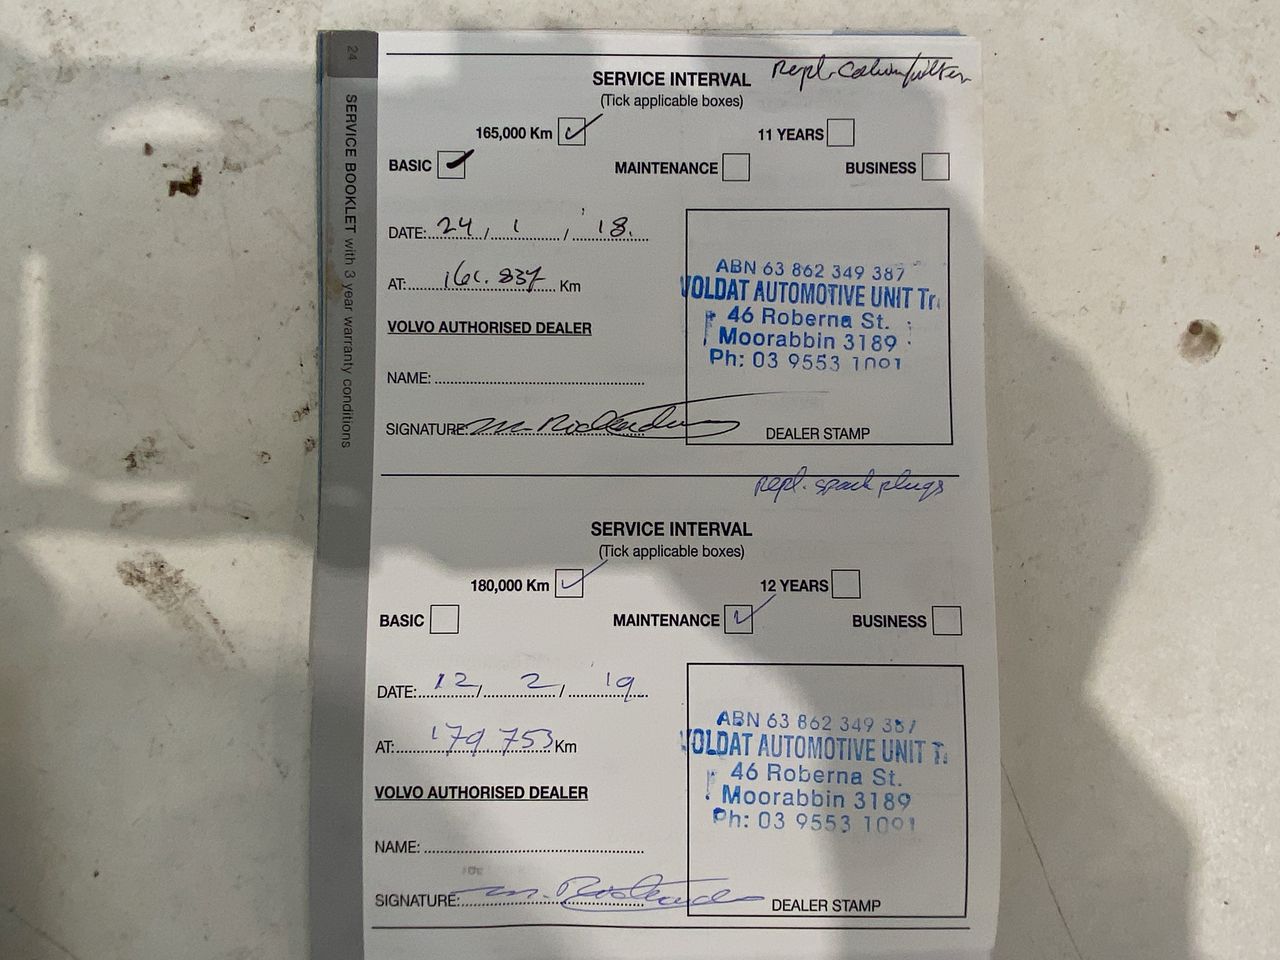 24
SERVICE BOOKLET with 3 year warranty conditions
Repl. Cabin filter
SERVICE INTERVAL
(Tick applicable boxes)
165,000 Km
11 YEARS
BASIC
MAINTENANCE
BUSINESS
DATE: 24 / 1 / 18.
AT: Km
VOLVO AUTHORISED DEALER
NAME:
SIGNATURE:
ABN 63 862 349 387
VOLDAT AUTOMOTIVE UNIT Tr
46 Roberna St.
Moorabbin 3189
Ph: 03 9553 1091
DEALER STAMP
repl. spark plugs
SERVICE INTERVAL
(Tick applicable boxes)
180,000 Km
12 YEARS
BASIC
MAINTENANCE
BUSINESS
DATE: 12 / 2 / 19
AT: 179 753 Km
VOLVO AUTHORISED DEALER
NAME:
SIGNATURE:
ABN 63 862 349 387
VOLDAT AUTOMOTIVE UNIT T
46 Roberna St.
Moorabbin 3189
Ph: 03 9553 1091
DEALER STAMP